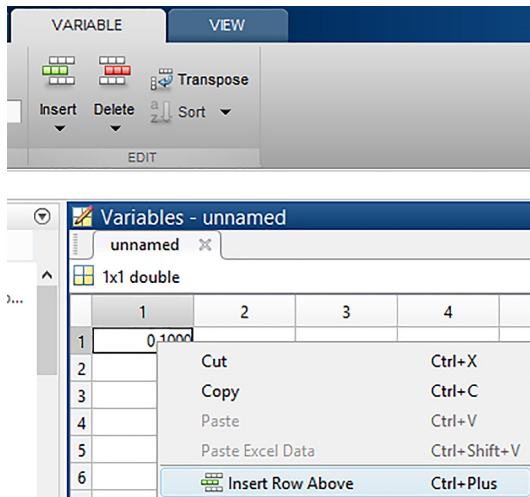 VARIABLE VIEW
Insert Delete Transpose
Sort
EDIT
Variables - unnamed
unnamed
1x1 double
1 2 3 4
1 0.1000
2 Cut Ctrl+X
3 Copy Ctrl+C
4 Paste Ctrl+V
5 Paste Excel Data Ctrl+Shift+V
6 Insert Row Above Ctrl+Plus